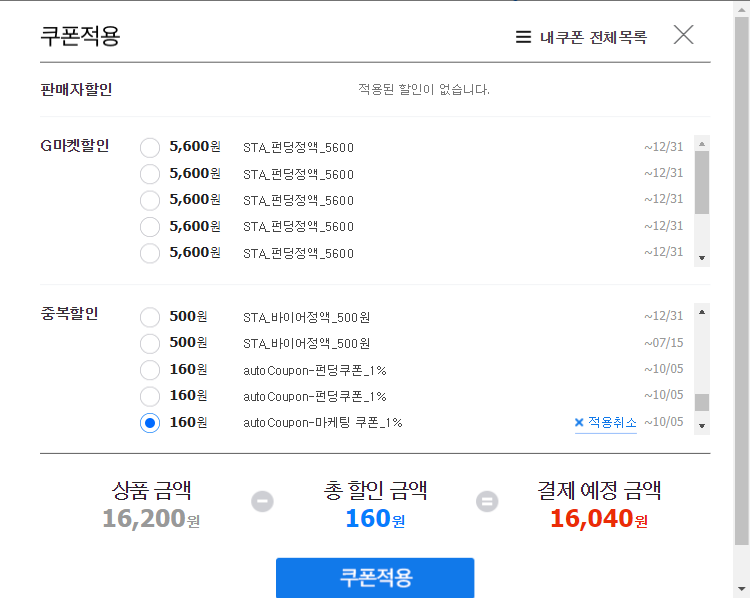 쿠폰적용
내 쿠폰 전체 목록
판매자할인 적용된 할인이 없습니다.
G마켓할인 5,600원 STA_펀딩정액_5600 ~12/31
5,600원 STA_펀딩정액_5600 ~12/31
5,600원 STA_펀딩정액_5600 ~12/31
5,600원 STA_펀딩정액_5600 ~12/31
5,600원 STA_펀딩정액_5600 ~12/31
중복할인 500원 STA_바이어정액_500원 ~12/31
500원 STA_바이어정액_500원 ~07/15
160원 autoCoupon-펀딩쿠폰_1% ~10/05
160원 autoCoupon-펀딩쿠폰_1% ~10/05
160원 autoCoupon-마케팅 쿠폰_1% 적용취소 ~10/05
상품 금액 총 할인 금액 결제 예정 금액
16,200원 160원 16,040원
쿠폰적용